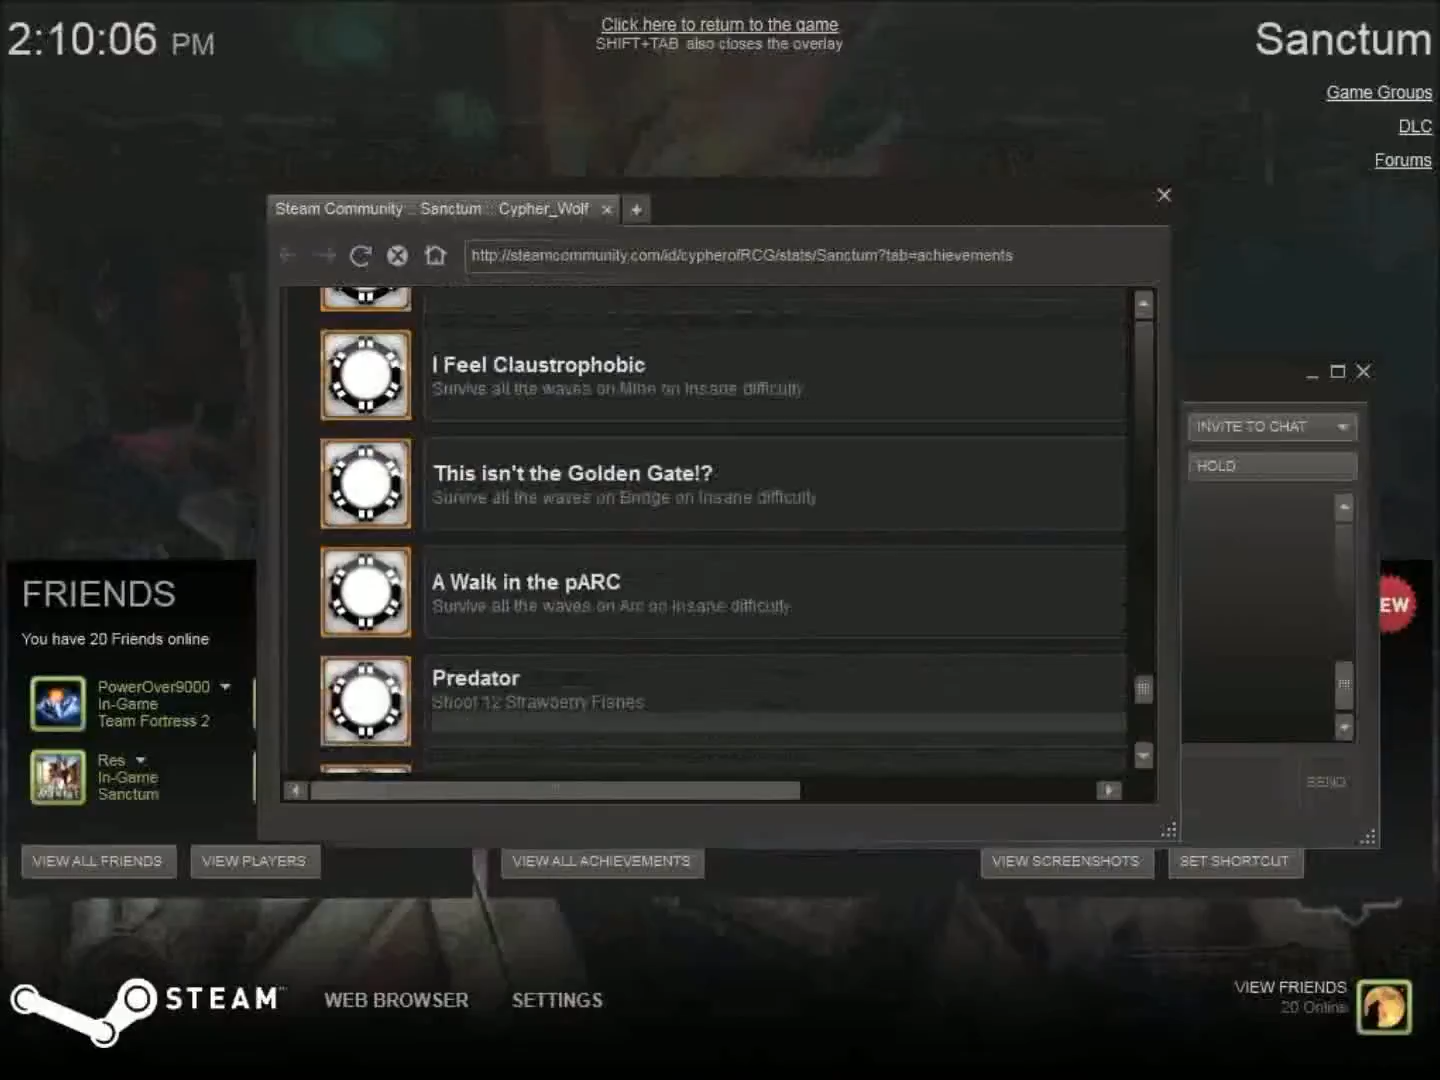 2:10:06 PM
Click here to return to the game
SHIFT+TAB also closes the overlay
Sanctum
Game Groups
DLC
Forums
Steam Community :: Sanctum :: Cypher_Wolf
http://steamcommunity.com/id/cypherofRCG/stats/Sanctum?tab=achievements
I Feel Claustrophobic
Survive all the waves on Mine on Insane difficulty
This isn't the Golden Gate!?
Survive all the waves on Bridge on Insane difficulty
A Walk in the pARC
Survive all the waves on Arc on Insane difficulty
Predator
Shoot 12 Strawberry Fishes
INVITE TO CHAT
HOLD
SEND
FRIENDS
You have 20 Friends online
PowerOver9000
In-Game
Team Fortress 2
Res
In-Game
Sanctum
VIEW ALL FRIENDS
VIEW PLAYERS
VIEW ALL ACHIEVEMENTS
VIEW SCREENSHOTS
SET SHORTCUT
STEAM™
WEB BROWSER
SETTINGS
VIEW FRIENDS
20 Online